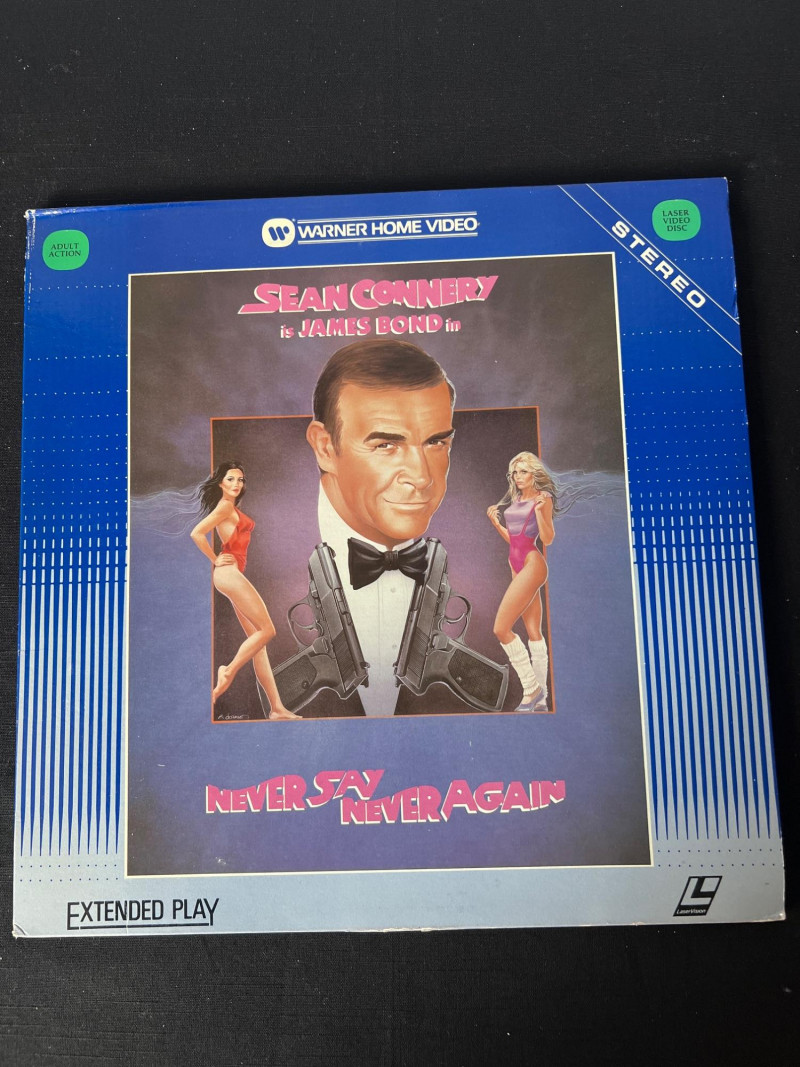 WARNER HOME VIDEO
ADULT
ACTION
LASER
VIDEO
DISC
STEREO
SEAN CONNERY
is JAMES BOND in
NEVER SAY
NEVER AGAIN
EXTENDED PLAY
LaserVision